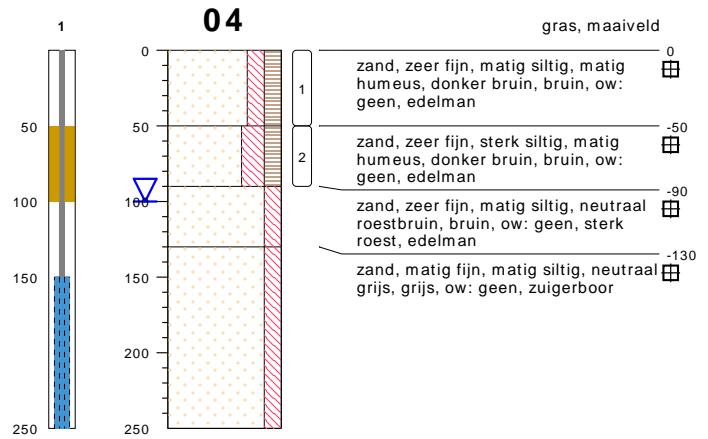 1
04
gras, maaiveld
0
50
100
150
200
250
50
100
150
250
1
2
0
zand, zeer fijn, matig siltig, matig
humeus, donker bruin, bruin, ow:
geen, edelman
-50
zand, zeer fijn, sterk siltig, matig
humeus, donker bruin, bruin, ow:
geen, edelman
-90
zand, zeer fijn, matig siltig, neutraal
roestbruin, bruin, ow: geen, sterk
roest, edelman
-130
zand, matig fijn, matig siltig, neutraal
grijs, grijs, ow: geen, zuigerboor